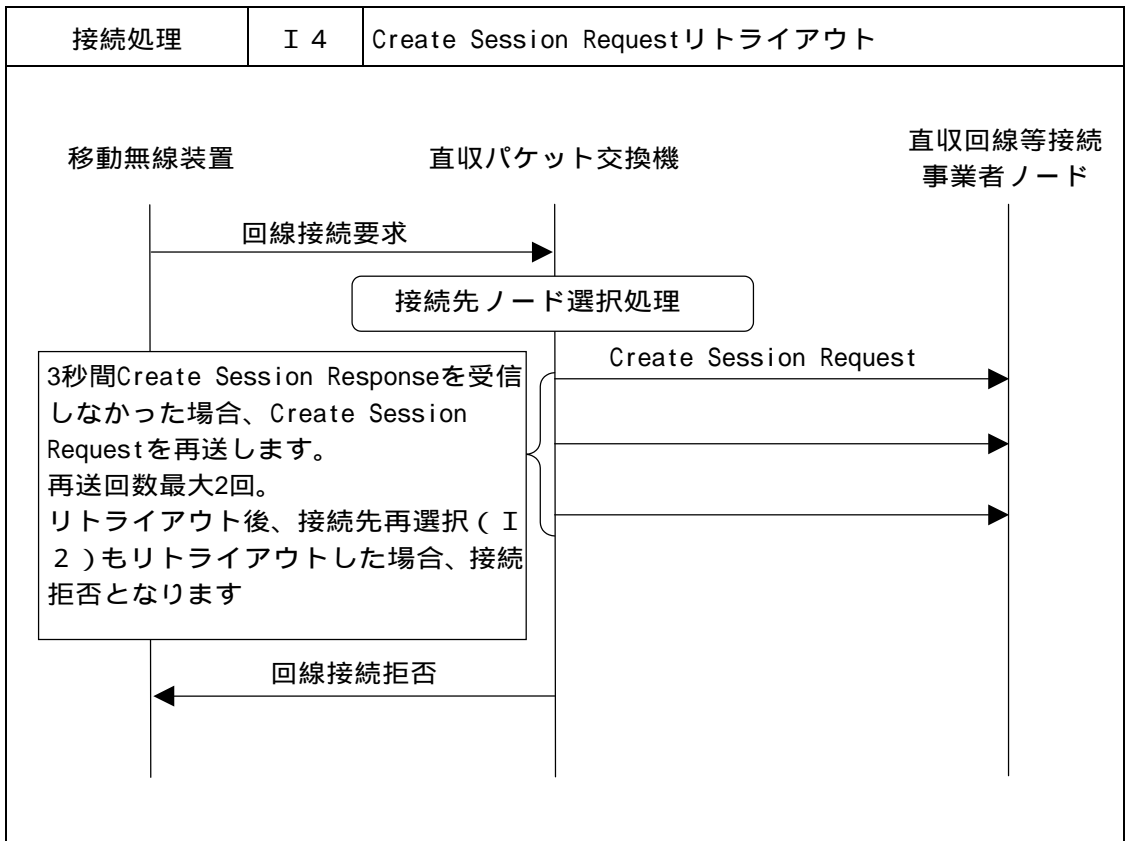 接続処理
Ｉ４
Create Session Requestリトライアウト
移動無線装置
直収パケット交換機
直収回線等接続
事業者ノード
回線接続要求
接続先ノード選択処理
Create Session Request
3秒間Create Session Responseを受信
しなかった場合、Create Session
Requestを再送します。
再送回数最大2回。
リトライアウト後、接続先再選択（Ｉ
２）もリトライアウトした場合、接続
拒否となります
回線接続拒否